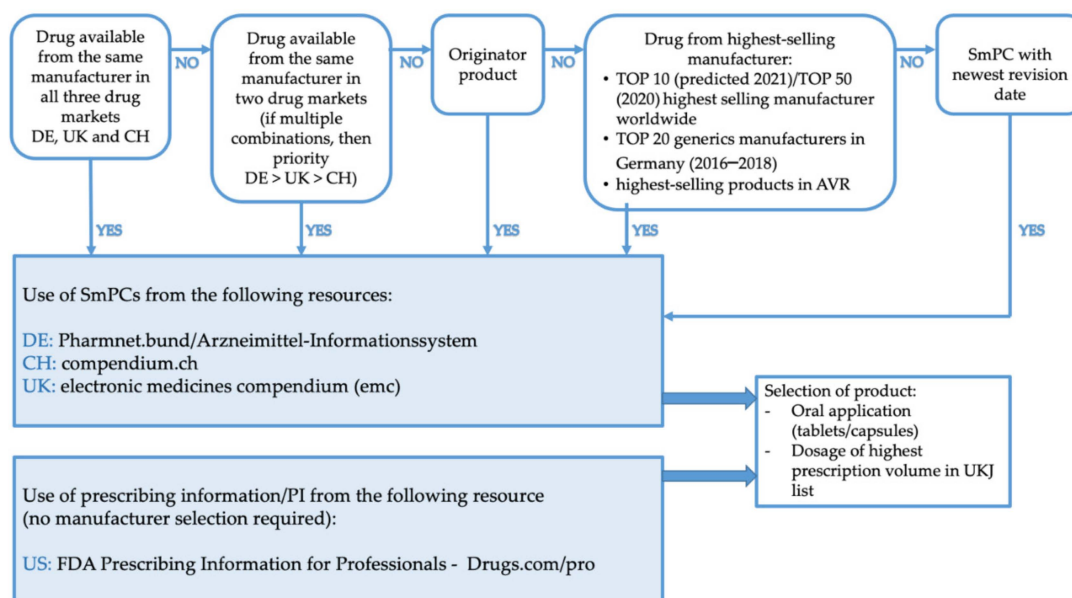 Drug available
from the same
manufacturer in
all three drug
markets
DE, UK and CH
NO
Drug available
from the same
manufacturer in
two drug markets
(if multiple
combinations, then
priority
DE > UK > CH)
NO
Originator
product
NO
Drug from highest-selling
manufacturer:
• TOP 10 (predicted 2021)/TOP 50
(2020) highest selling manufacturer
worldwide
• TOP 20 generics manufacturers in
Germany (2016–2018)
• highest-selling products in AVR
NO
SmPC with
newest revision
date
YES
YES
YES
YES
YES
Use of SmPCs from the following resources:
DE: Pharmnet.bund/Arzneimittel-Informationssystem
CH: compendium.ch
UK: electronic medicines compendium (emc)
Selection of product:
- Oral application
(tablets/capsules)
- Dosage of highest
prescription volume in UKJ
list
Use of prescribing information/PI from the following resource
(no manufacturer selection required):
US: FDA Prescribing Information for Professionals - Drugs.com/pro